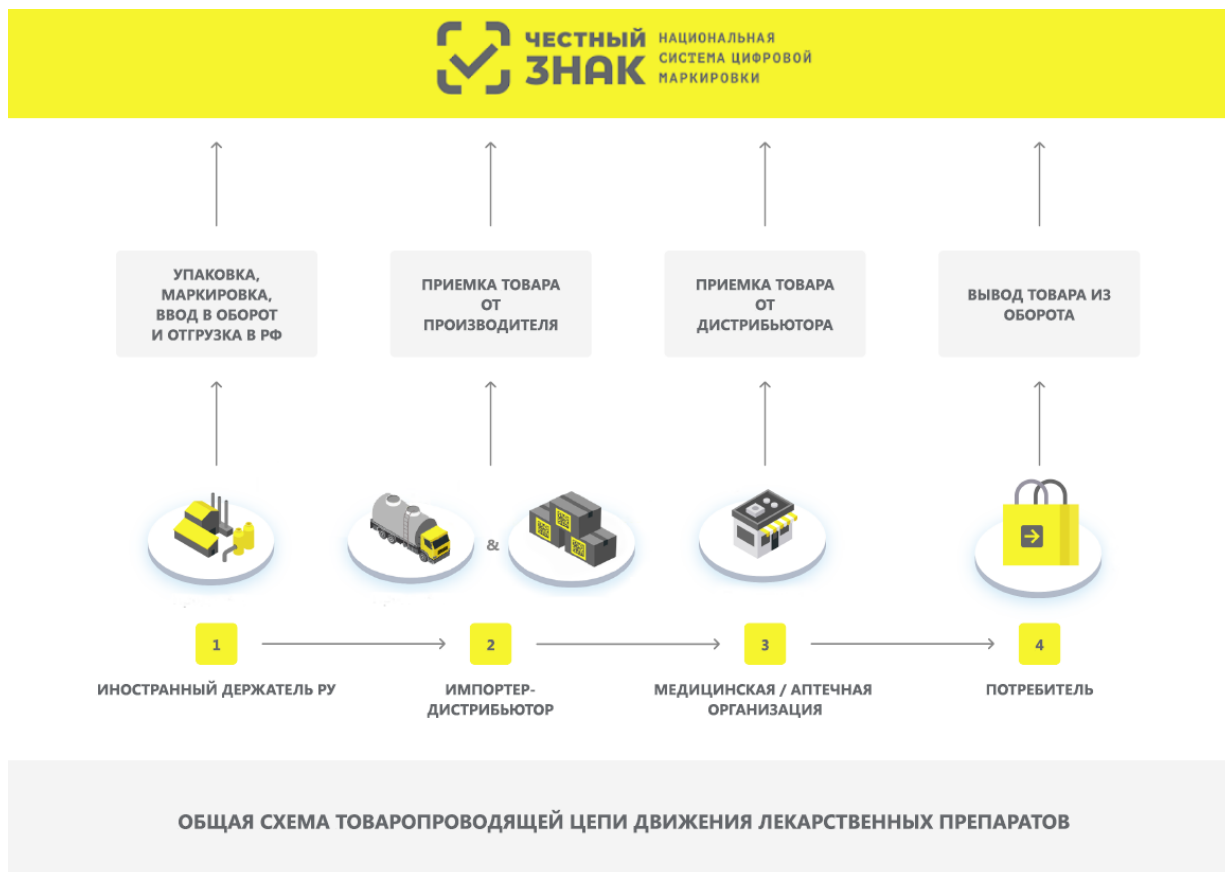 ЧЕСТНЫЙ
ЗНАК
НАЦИОНАЛЬНАЯ
СИСТЕМА ЦИФРОВОЙ
МАРКИРОВКИ
УПАКОВКА,
МАРКИРОВКА,
ВВОД В ОБОРОТ
И ОТГРУЗКА В РФ
ПРИЕМКА ТОВАРА
ОТ
ПРОИЗВОДИТЕЛЯ
ПРИЕМКА ТОВАРА
ОТ
ДИСТРИБЬЮТОРА
ВЫВОД ТОВАРА ИЗ
ОБОРОТА
&
1
2
3
4
ИНОСТРАННЫЙ ДЕРЖАТЕЛЬ РУ
ИМПОРТЕР-
ДИСТРИБЬЮТОР
МЕДИЦИНСКАЯ / АПТЕЧНАЯ
ОРГАНИЗАЦИЯ
ПОТРЕБИТЕЛЬ
ОБЩАЯ СХЕМА ТОВАРОПРОВОДЯЩЕЙ ЦЕПИ ДВИЖЕНИЯ ЛЕКАРСТВЕННЫХ ПРЕПАРАТОВ